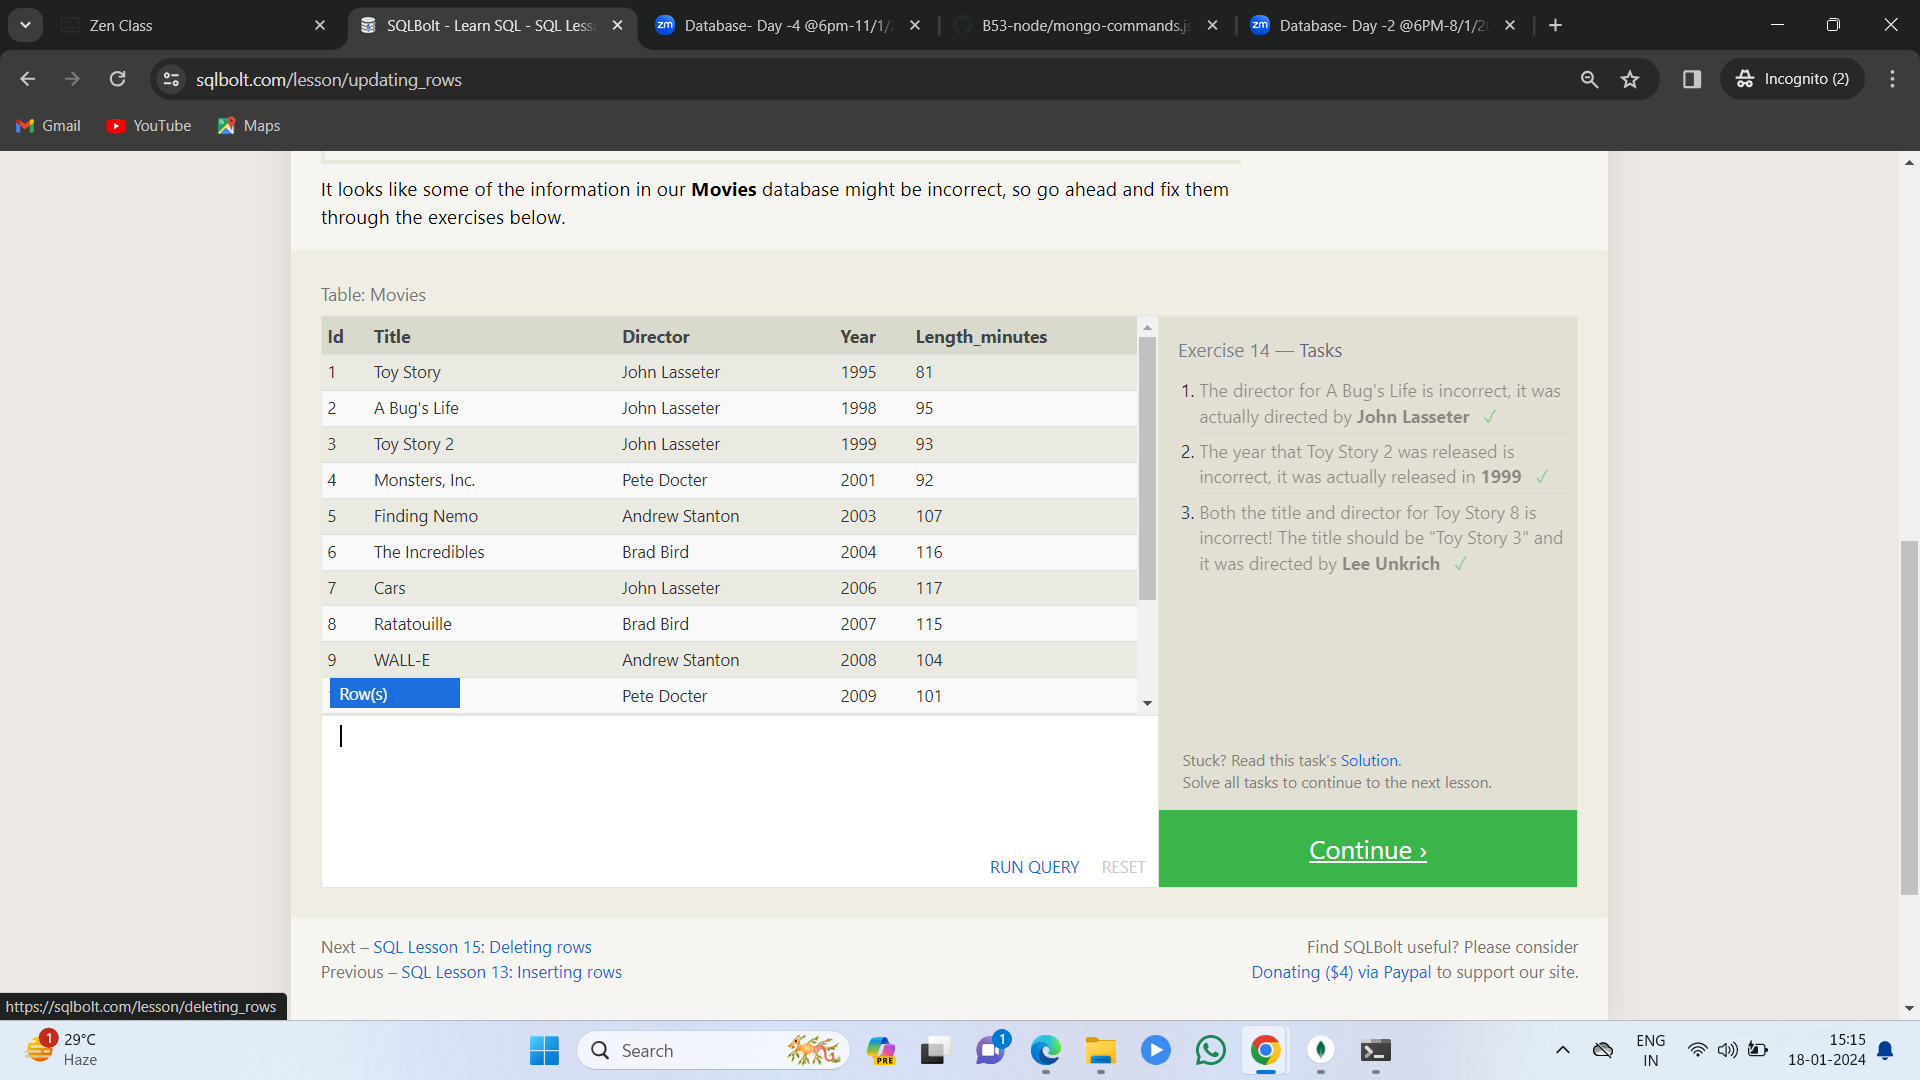 Zen Class
SQLBolt - Learn SQL - SQL Less
Database- Day -4 @6pm-11/1/
B53-node/mongo-commands.js
Database- Day -2 @6PM-8/1/2
sqlbolt.com/lesson/updating_rows
Incognito (2)
Gmail
YouTube
Maps
It looks like some of the information in our Movies database might be incorrect, so go ahead and fix them
through the exercises below.
Table: Movies
Id Title Director Year Length_minutes
1 Toy Story John Lasseter 1995 81
2 A Bug's Life John Lasseter 1998 95
3 Toy Story 2 John Lasseter 1999 93
4 Monsters, Inc. Pete Docter 2001 92
5 Finding Nemo Andrew Stanton 2003 107
6 The Incredibles Brad Bird 2004 116
7 Cars John Lasseter 2006 117
8 Ratatouille Brad Bird 2007 115
9 WALL-E Andrew Stanton 2008 104
Row(s) Pete Docter 2009 101
RUN QUERY RESET
Exercise 14 — Tasks
1. The director for A Bug's Life is incorrect, it was
actually directed by John Lasseter ✓
2. The year that Toy Story 2 was released is
incorrect, it was actually released in 1999 ✓
3. Both the title and director for Toy Story 8 is
incorrect! The title should be "Toy Story 3" and
it was directed by Lee Unkrich ✓
Stuck? Read this task's Solution.
Solve all tasks to continue to the next lesson.
Continue ›
Next – SQL Lesson 15: Deleting rows
Previous – SQL Lesson 13: Inserting rows
Find SQLBolt useful? Please consider
Donating ($4) via Paypal to support our site.
https://sqlbolt.com/lesson/deleting_rows
1
29°C
Haze
Search
PRE
1
ENG
IN
15:15
18-01-2024